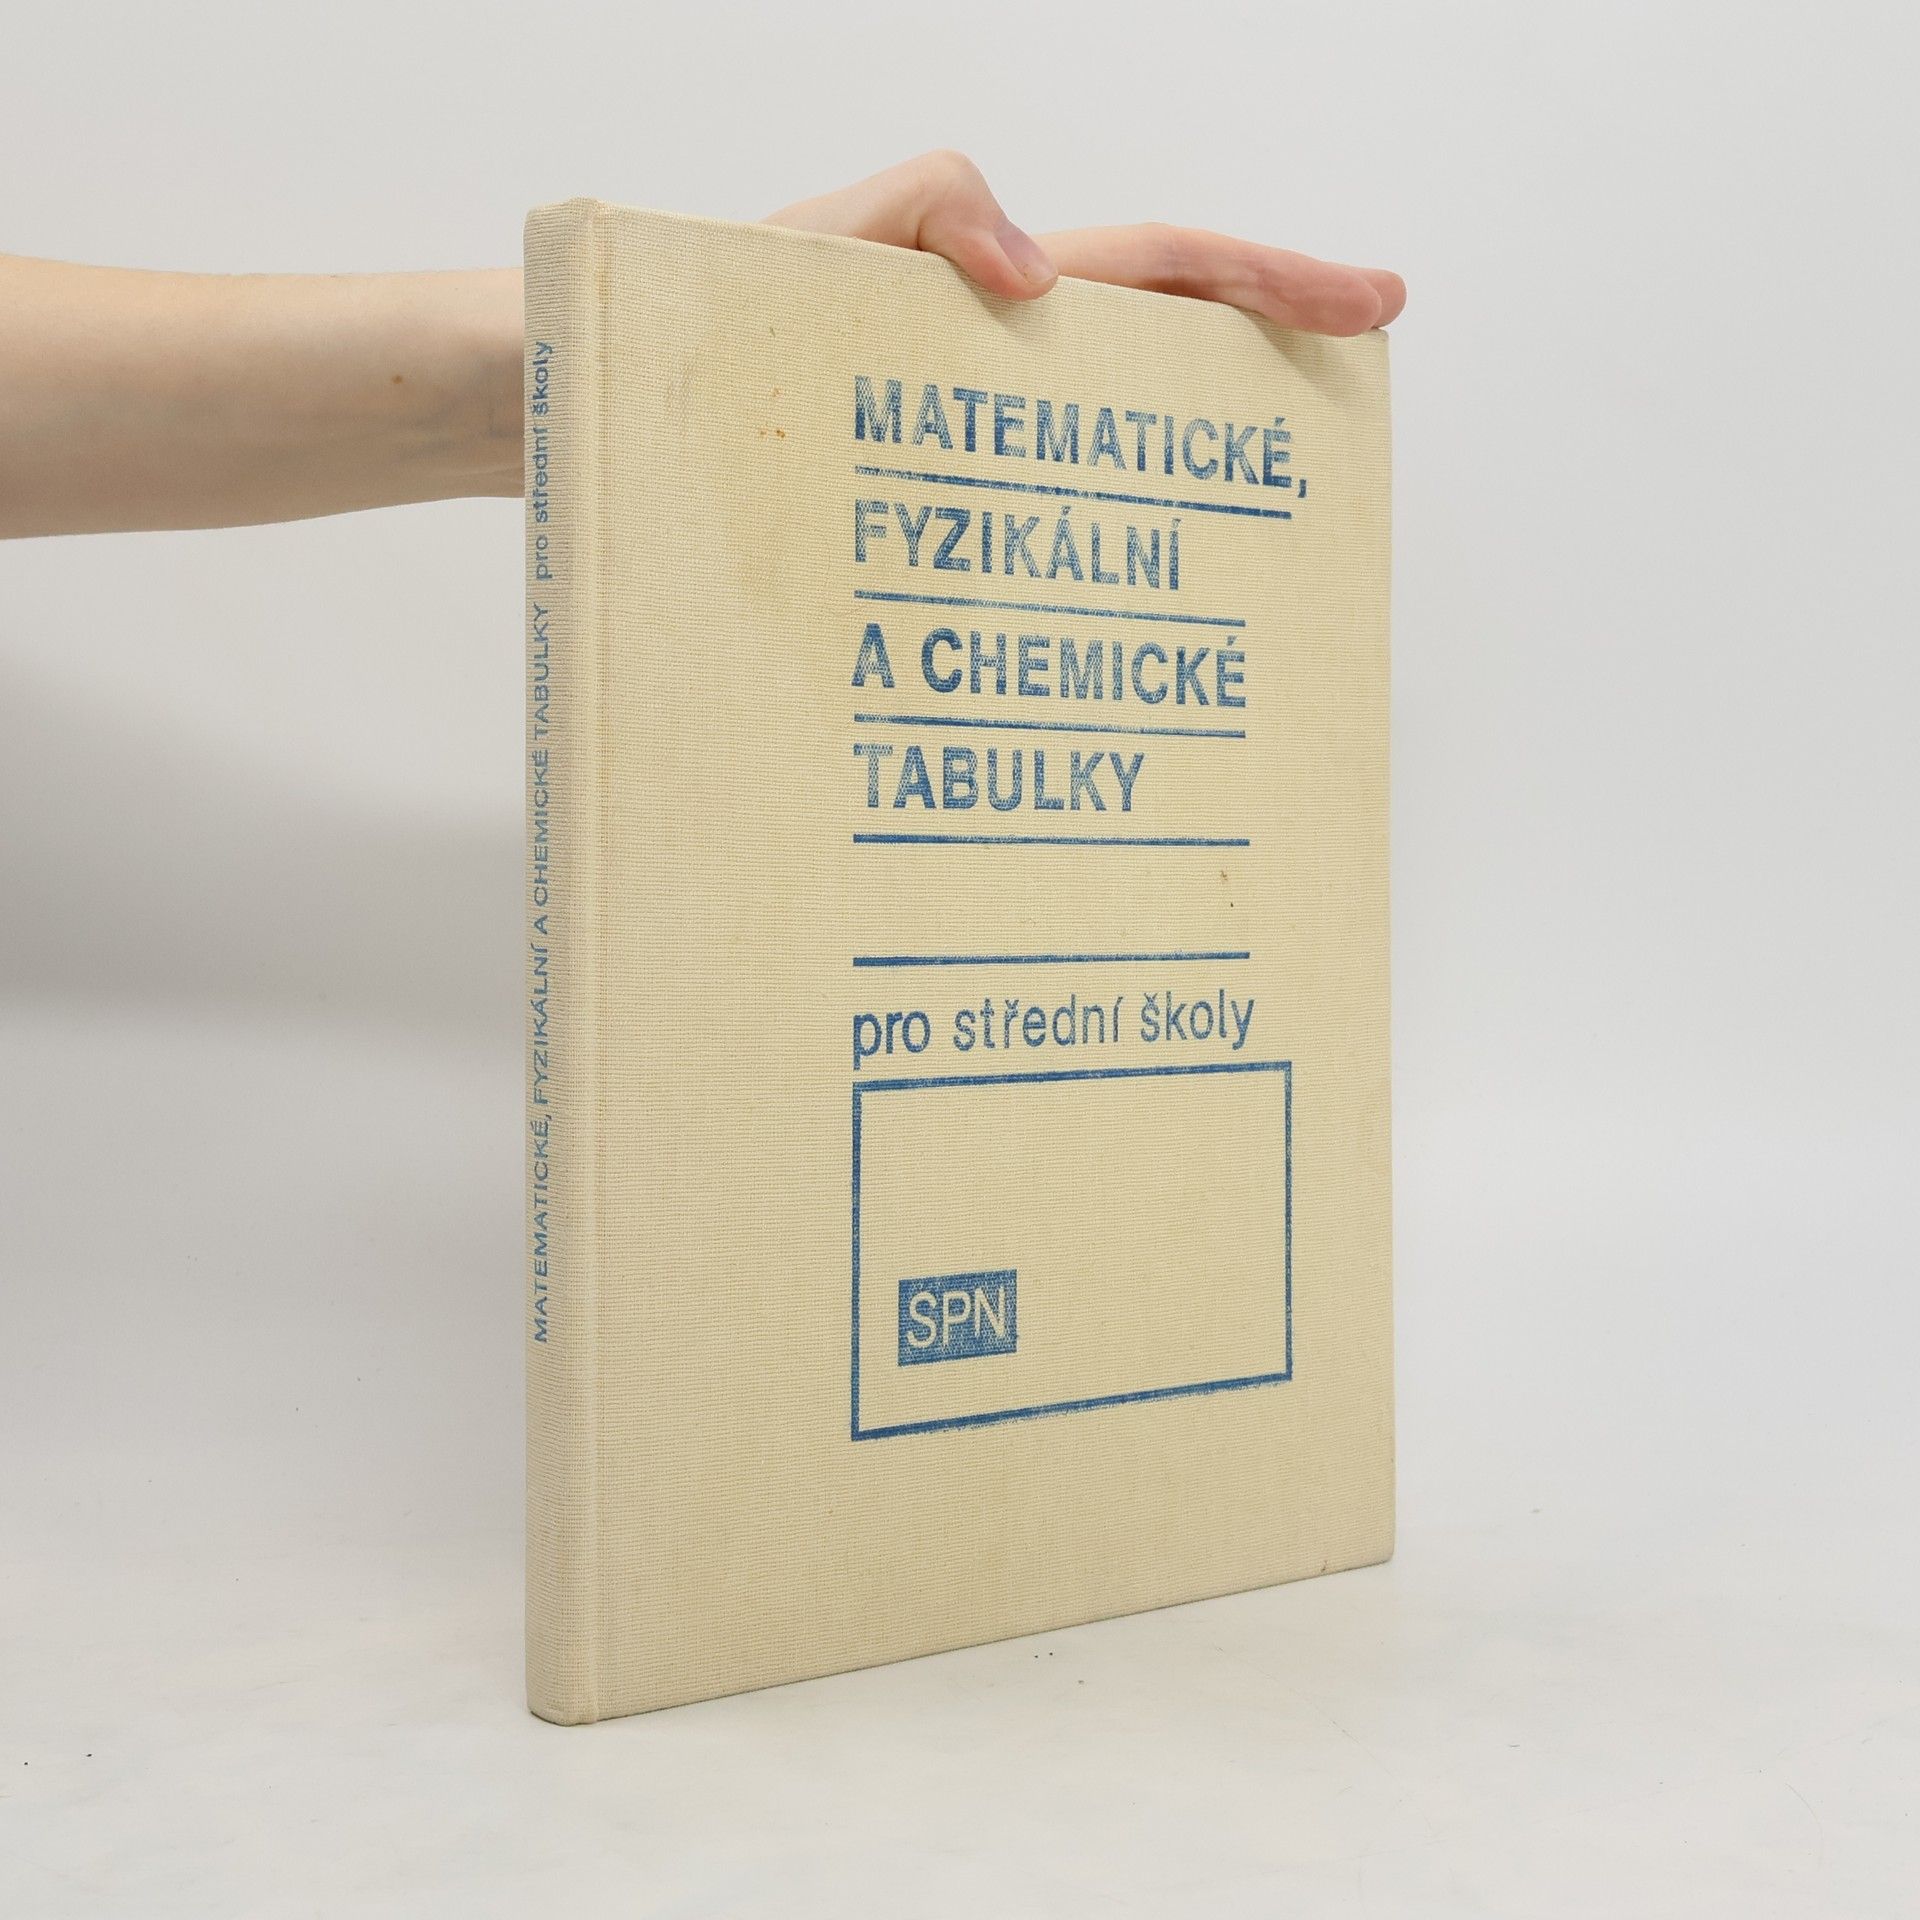 MATEMATICKÉ, FYZIKÁLNÍ A CHEMICKÉ TABULKY pro střední školy
MATEMATICKÉ,
FYZIKÁLNÍ
A CHEMICKÉ
TABULKY
pro střední školy
SPN